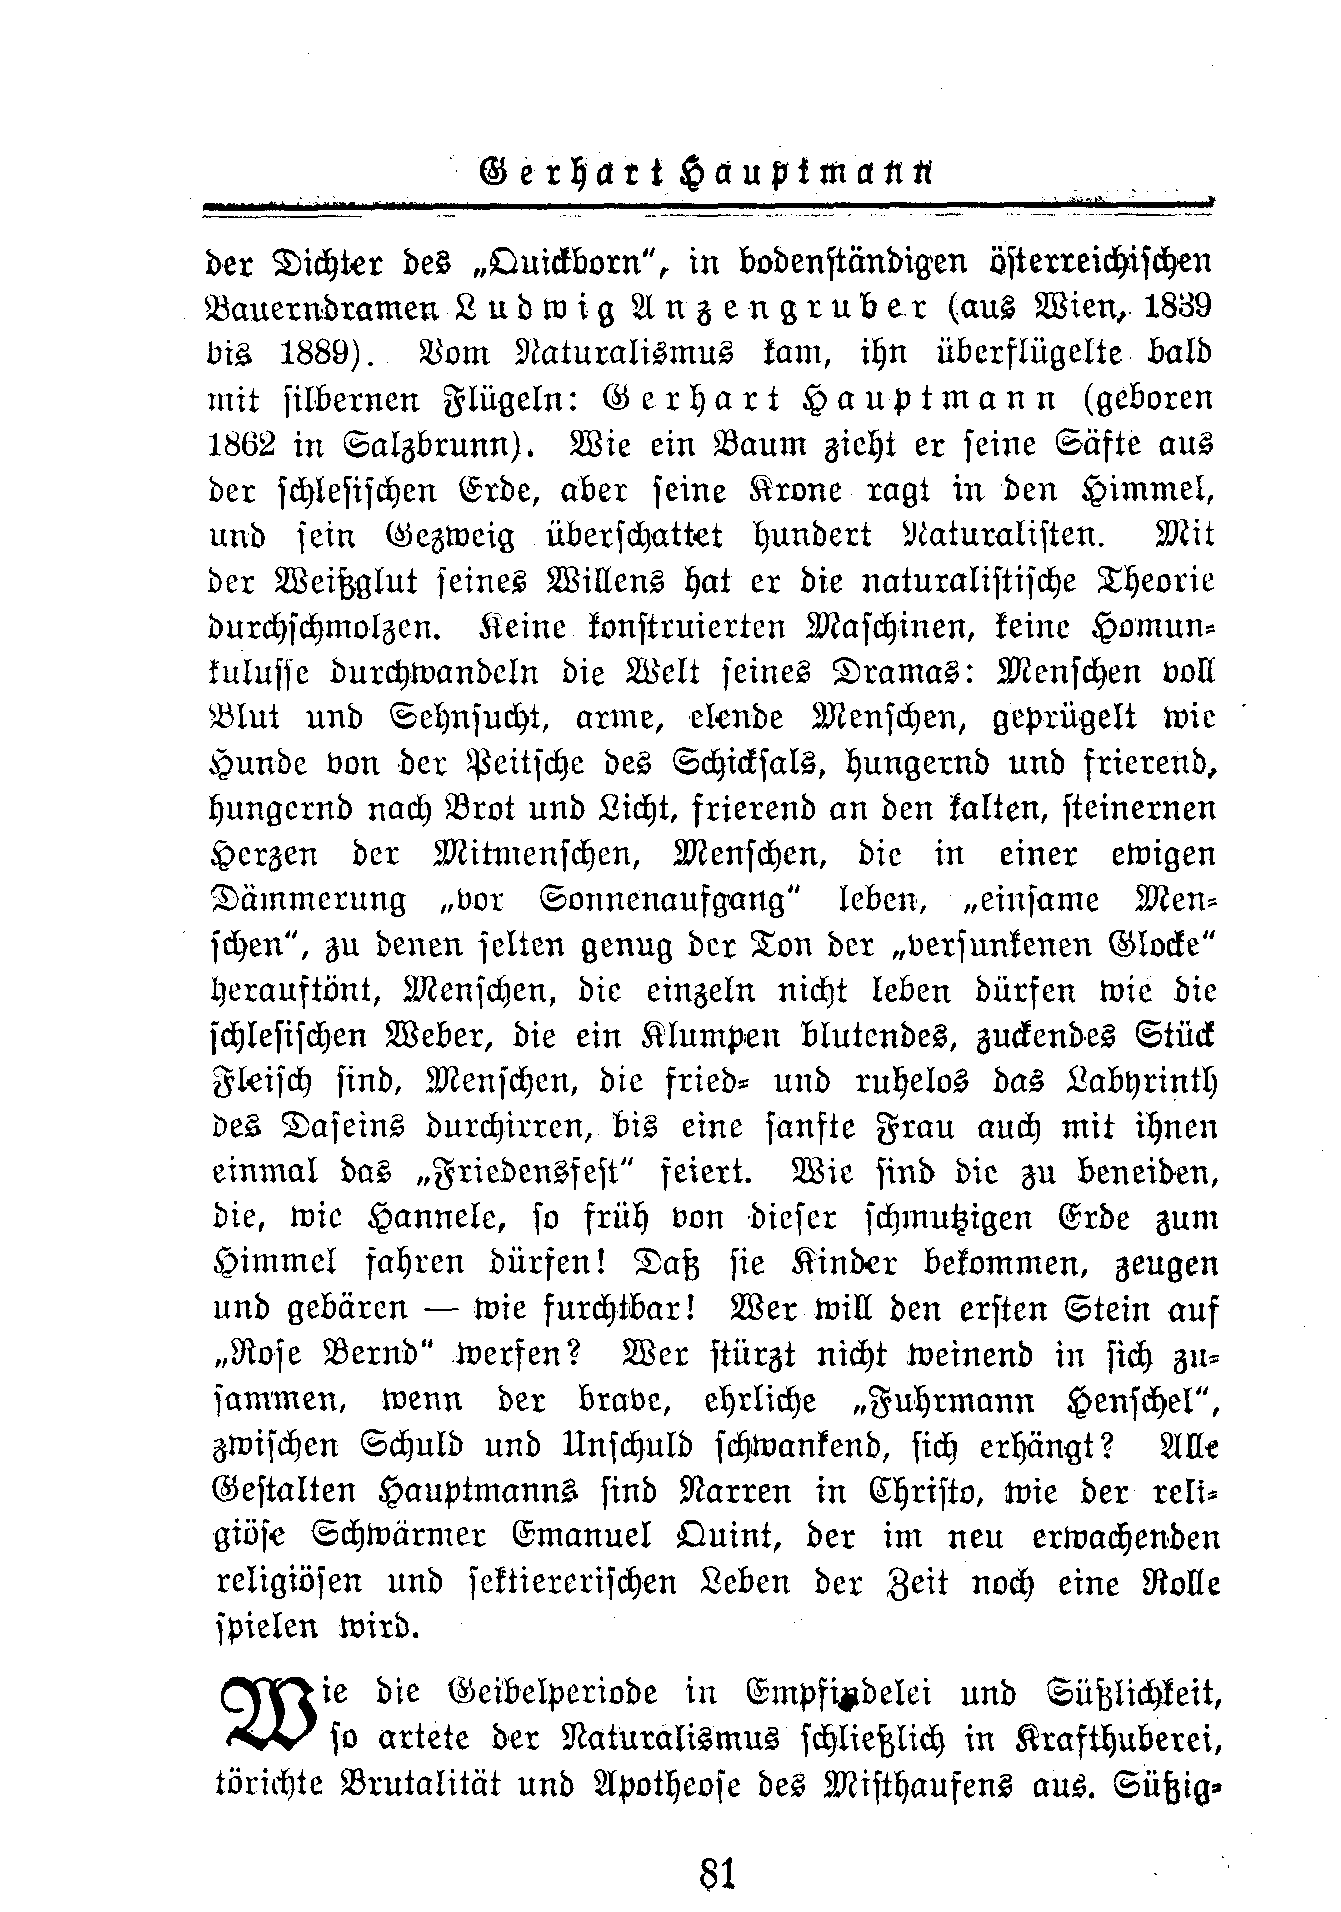 Gerhart Hauptmann
der Dichter des „Quickborn“, in bodenständigen österreichischen
Bauerndramen Ludwig Anzengruber (aus Wien, 1839
bis 1889). Vom Naturalismus kam, ihn überflügelte bald
mit silbernen Flügeln: Gerhart Hauptmann (geboren
1862 in Salzbrunn). Wie ein Baum zieht er seine Säfte aus
der schlesischen Erde, aber seine Krone ragt in den Himmel,
und sein Gezweig überschattet hundert Naturalisten. Mit
der Weißglut seines Willens hat er die naturalistische Theorie
durchschmolzen. Keine konstruierten Maschinen, keine Homun-
kulusse durchwandeln die Welt seines Dramas: Menschen voll
Blut und Sehnsucht, arme, elende Menschen, geprügelt wie
Hunde von der Peitsche des Schicksals, hungernd und frierend,
hungernd nach Brot und Licht, frierend an den kalten, steinernen
Herzen der Mitmenschen, Menschen, die in einer ewigen
Dämmerung „vor Sonnenaufgang“ leben, „einsame Men-
schen“, zu denen selten genug der Ton der „versunkenen Glocke“
herauftönt, Menschen, die einzeln nicht leben dürfen wie die
schlesischen Weber, die ein Klumpen blutendes, zuckendes Stück
Fleisch sind, Menschen, die fried- und ruhelos das Labyrinth
des Daseins durchirren, bis eine sanfte Frau auch mit ihnen
einmal das „Friedensfest“ feiert. Wie sind die zu beneiden,
die, wie Hannele, so früh von dieser schmutzigen Erde zum
Himmel fahren dürfen! Daß sie Kinder bekommen, zeugen
und gebären — wie furchtbar! Wer will den ersten Stein auf
„Rose Bernd“ werfen? Wer stürzt nicht weinend in sich zu-
sammen, wenn der brave, ehrliche „Fuhrmann Henschel“,
zwischen Schuld und Unschuld schwankend, sich erhängt? Alle
Gestalten Hauptmanns sind Narren in Christo, wie der reli-
giöse Schwärmer Emanuel Quint, der im neu erwachenden
religiösen und sektiererischen Leben der Zeit noch eine Rolle
spielen wird.
Wie die Geibelperiode in Empfindelei und Süßlichkeit,
so artete der Naturalismus schließlich in Krafthuberei,
törichte Brutalität und Apotheose des Misthaufens aus. Süßig-
81